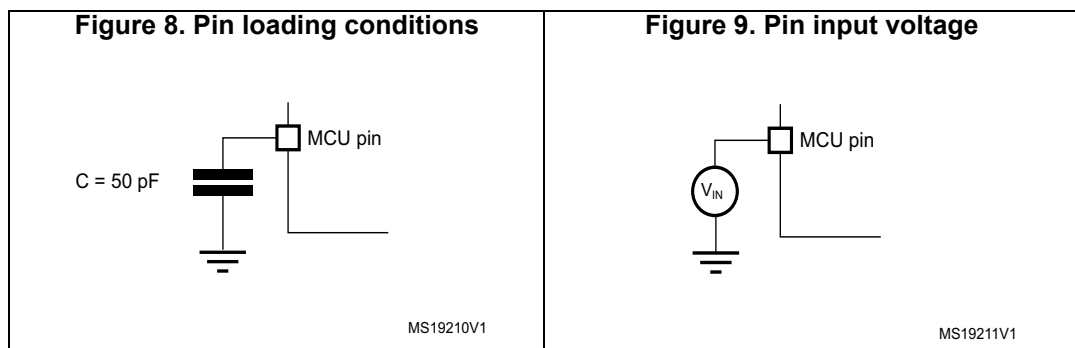 Figure 8. Pin loading conditions
MCU pin
C = 50 pF
MS19210V1
Figure 9. Pin input voltage
MCU pin
VIN
MS19211V1